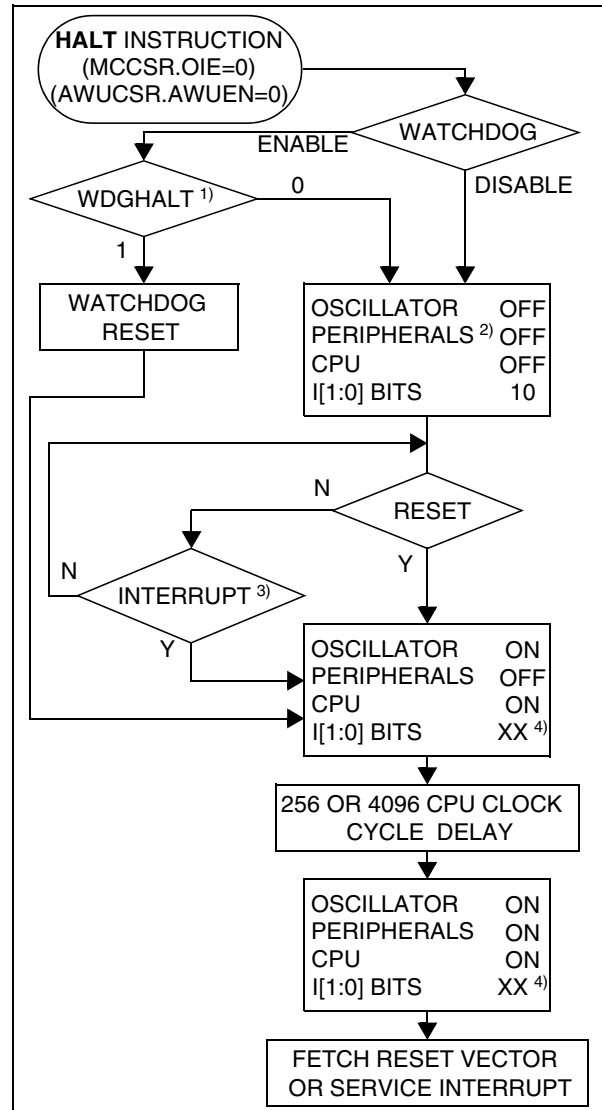 HALT INSTRUCTION
(MCCSR.OIE=0)
(AWUCSR.AWUEN=0)
WATCHDOG
ENABLE
DISABLE
WDGHALT 1)
0
1
WATCHDOG
RESET
OSCILLATOR OFF
PERIPHERALS 2) OFF
CPU OFF
I[1:0] BITS 10
RESET
N
Y
INTERRUPT 3)
N
Y
OSCILLATOR ON
PERIPHERALS OFF
CPU ON
I[1:0] BITS XX 4)
256 OR 4096 CPU CLOCK
CYCLE DELAY
OSCILLATOR ON
PERIPHERALS ON
CPU ON
I[1:0] BITS XX 4)
FETCH RESET VECTOR
OR SERVICE INTERRUPT